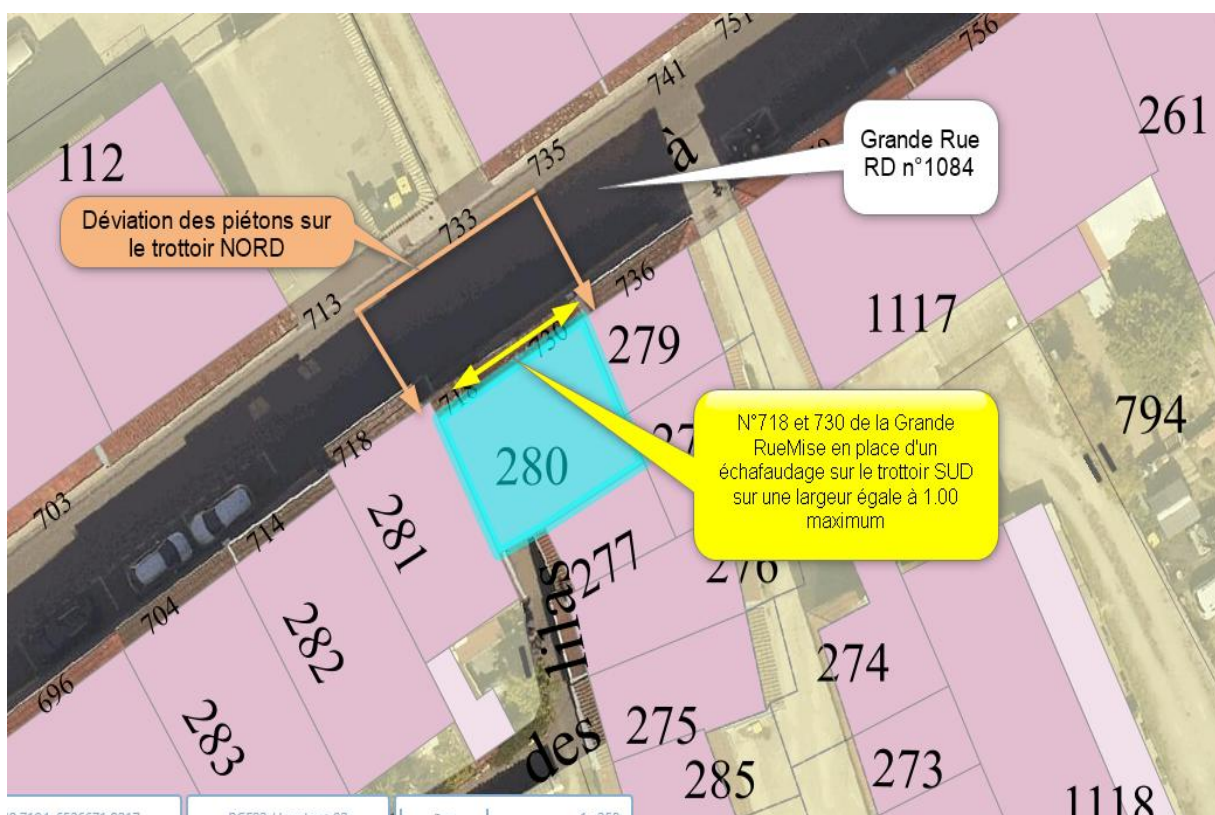 751
756
741
261
Grande Rue
RD n°1084
735
à
112
Déviation des piétons sur
le trottoir NORD
733
713
736
1117
279
730
718
N°718 et 730 de la Grande
RueMise en place d'un
échafaudage sur le trottoir SUD
sur une largeur égale à 1.00
maximum
794
280
718
703
714
281
277
276
lilas
704
282
274
696
283
des
275
285
273
1118